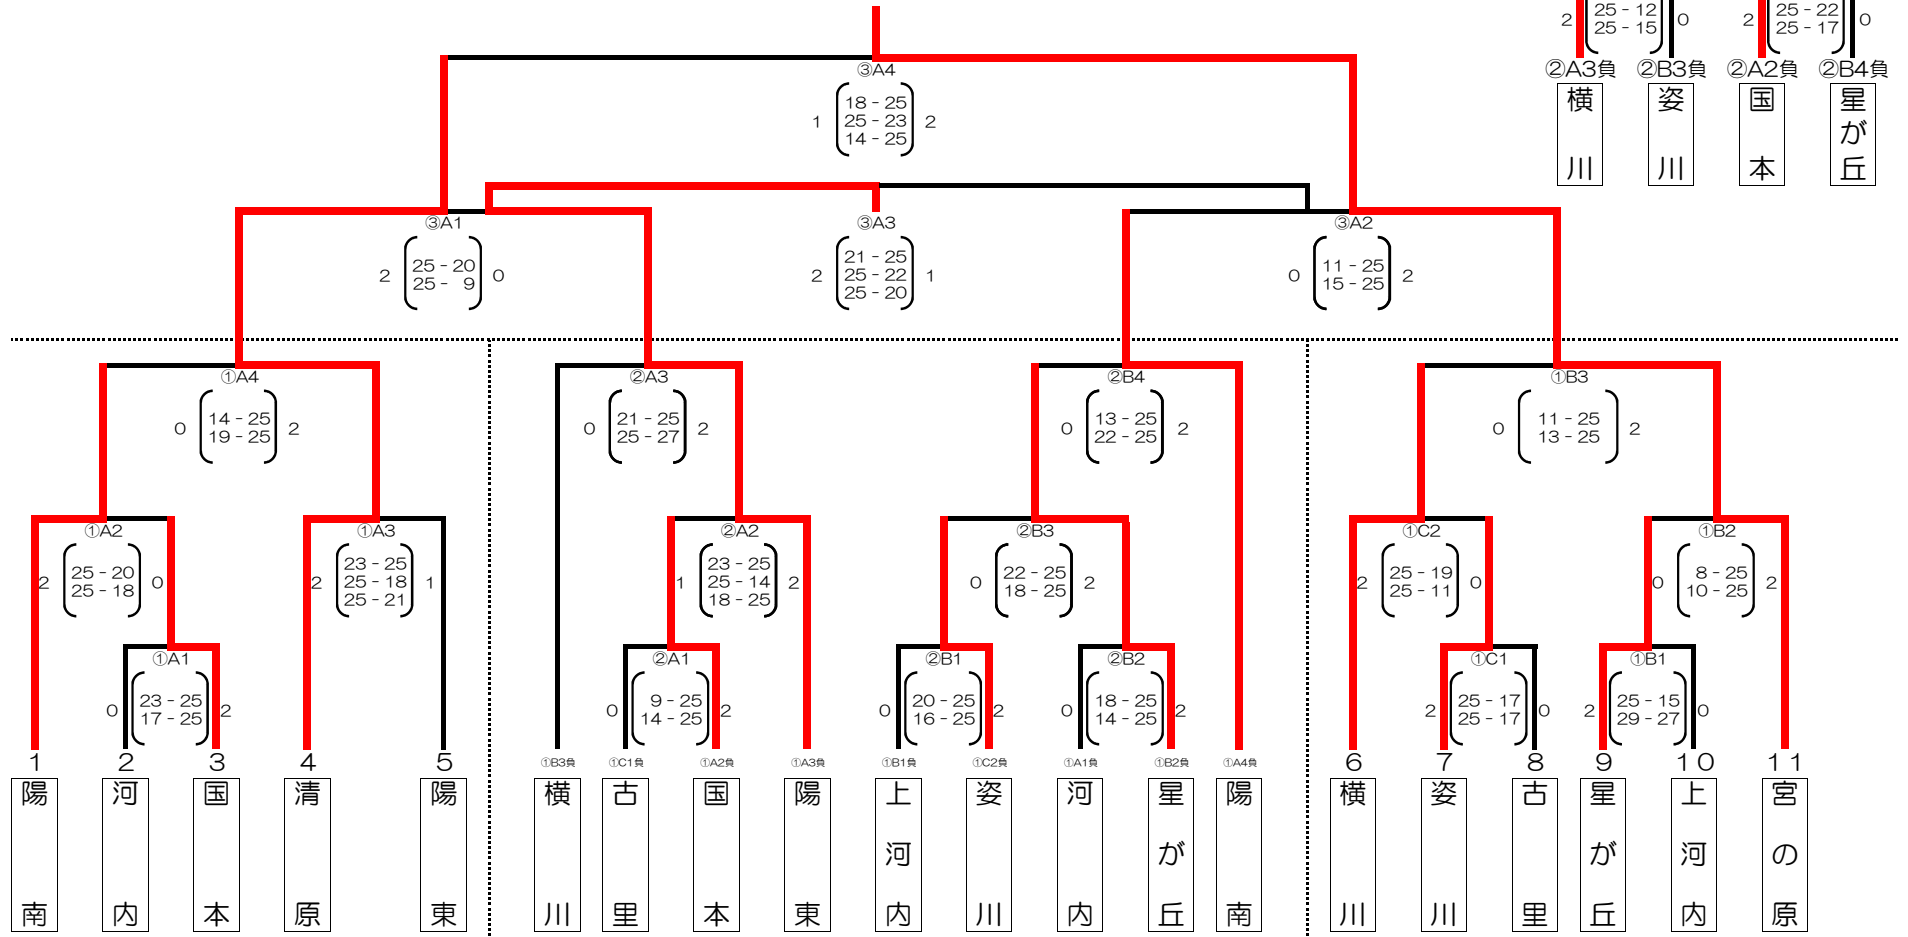 25 - 12
2 0
25 - 15
25 - 22
2 0
25 - 17
②A3負 ②B3負 ②A2負 ②B4負
横川
姿川
国本
星が丘
③A4
18 - 25
1 25 - 23 2
14 - 25
③A1
25 - 20
2 0
25 - 9
③A3
21 - 25
2 25 - 22 1
25 - 20
③A2
11 - 25
0 2
15 - 25
①A4
14 - 25
0 2
19 - 25
②A3
21 - 25
0 2
25 - 27
②B4
13 - 25
0 2
22 - 25
①B3
11 - 25
0 2
13 - 25
①A2
25 - 20
2 0
25 - 18
①A3
23 - 25
2 25 - 18 1
25 - 21
②A2
23 - 25
1 25 - 14 2
18 - 25
②B3
22 - 25
0 2
18 - 25
①C2
25 - 19
2 0
25 - 11
①B2
8 - 25
0 2
10 - 25
①A1
23 - 25
0 2
17 - 25
②A1
9 - 25
0 2
14 - 25
②B1
20 - 25
0 2
16 - 25
②B2
18 - 25
0 2
14 - 25
①C1
25 - 17
2 0
25 - 17
①B1
25 - 15
2 0
29 - 27
1 2 3 4 5 ①B3負 ①C1負 ①A2負 ①A3負 ①B1負 ①C2負 ①A1負 ①B2負 ①A4負 6 7 8 9 10 11
陽南
河内
国本
清原
陽東
横川
古里
国本
陽東
上河内
姿川
河内
星が丘
陽南
横川
姿川
古里
星が丘
上河内
宮の原